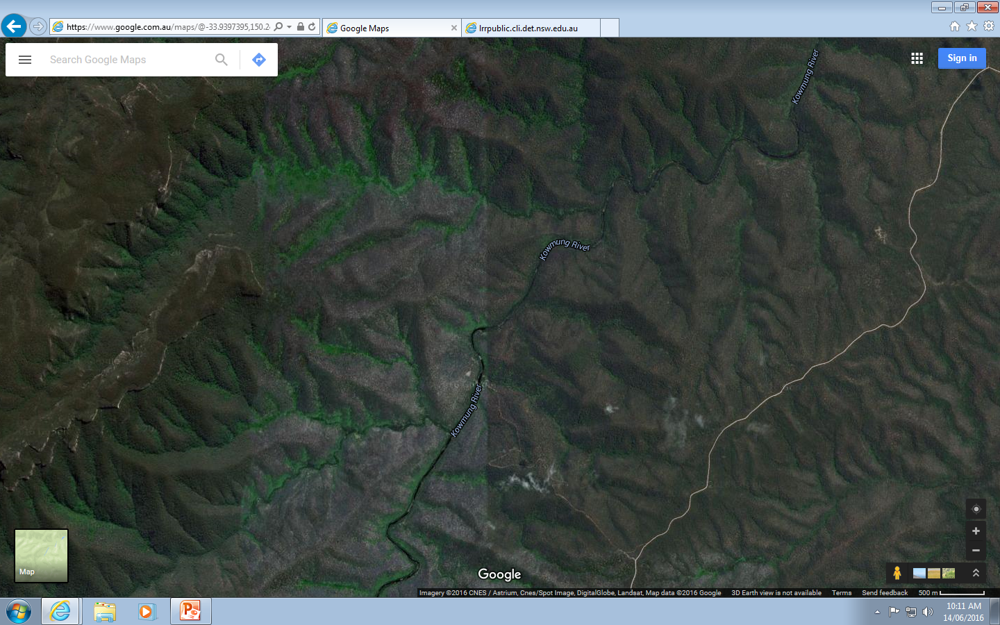 https://www.google.com.au/maps/@-33.9397395,150.2
Google Maps
lrrpublic.cli.det.nsw.edu.au
Search Google Maps
Sign in
Kowmung River
Kowmung River
Kowmung River
Map
Google
Imagery ©2016 CNES / Astrium, Cnes/Spot Image, DigitalGlobe, Landsat, Map data ©2016 Google 3D Earth view is not available Terms Send feedback 500 m
10:11 AM
14/06/2016